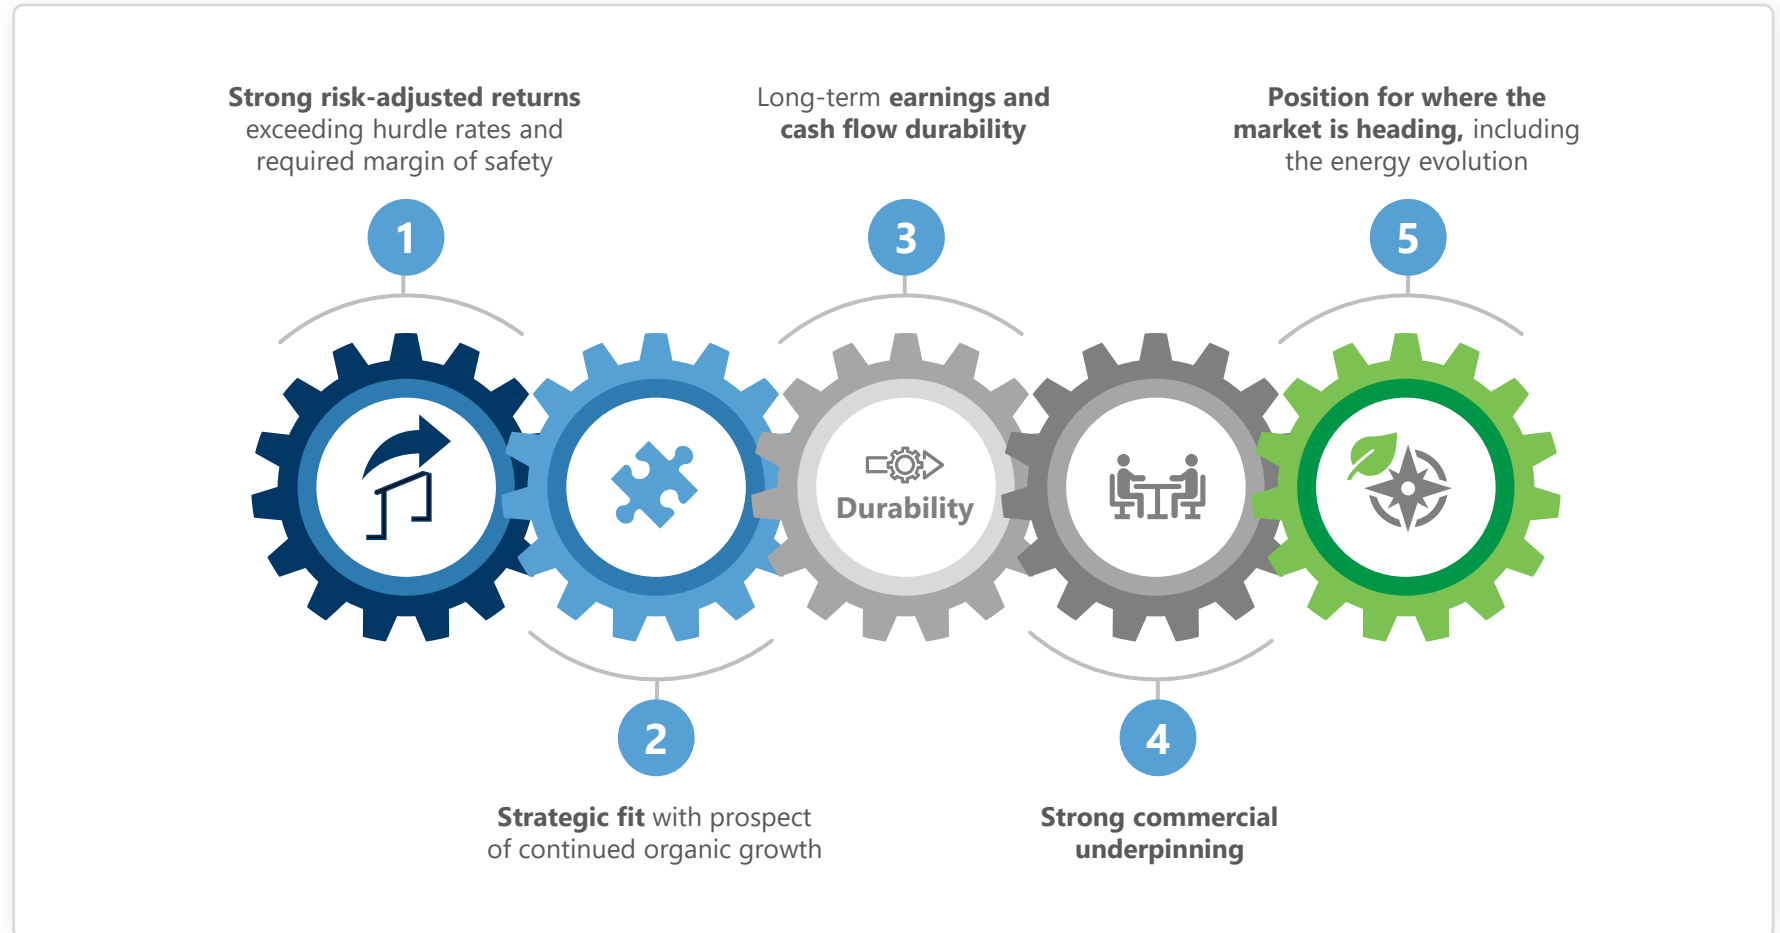 Strong risk-adjusted returns
exceeding hurdle rates and
required margin of safety
1
Strategic fit with prospect
of continued organic growth
2
Long-term earnings and
cash flow durability
3
Durability
Strong commercial
underpinning
4
Position for where the
market is heading, including
the energy evolution
5